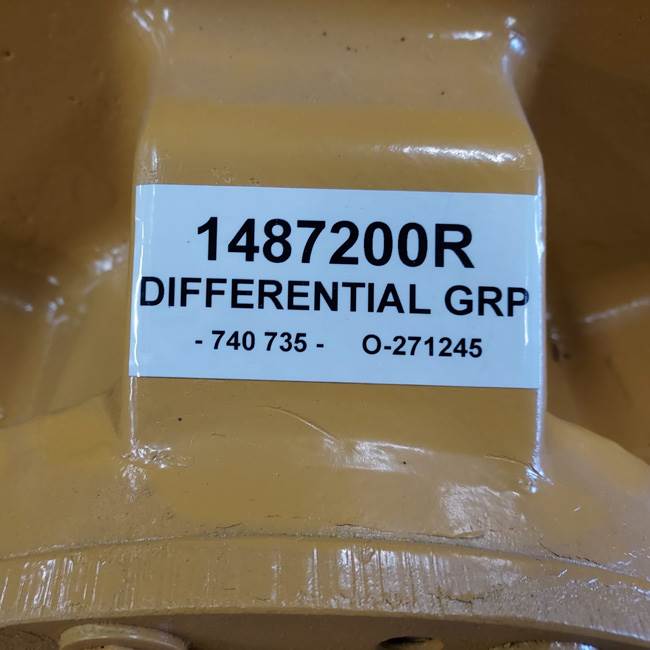 1487200R
DIFFERENTIAL GRP
- 740 735 - O-271245